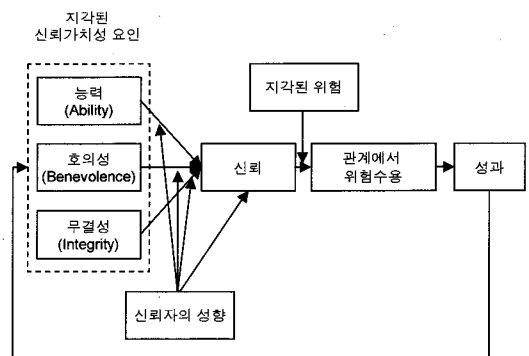 지각된
신뢰가치성 요인
능력
(Ability)
호의성
(Benevolence)
무결성
(Integrity)
지각된 위험
신뢰
관계에서
위험수용
성과
신뢰자의 성향